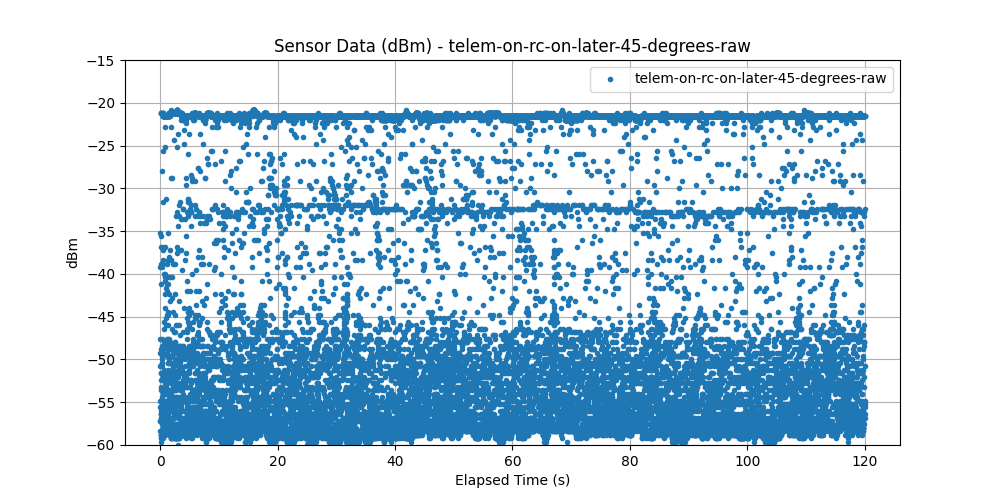 Sensor Data (dBm) - telem-on-rc-on-later-45-degrees-raw
telem-on-rc-on-later-45-degrees-raw
−15
−20
−25
−30
−35
−40
−45
−50
−55
−60
dBm
0 20 40 60 80 100 120
Elapsed Time (s)